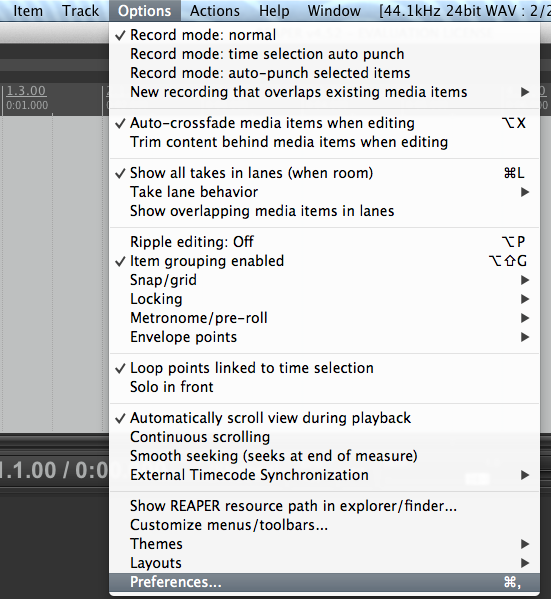 Item Track Options Actions Help Window [44.1kHz 24bit WAV : 2/2
✓ Record mode: normal
Record mode: time selection auto punch
Record mode: auto-punch selected items
New recording that overlaps existing media items ▶
1.3.00
0:01.000
✓ Auto-crossfade media items when editing ⌥X
Trim content behind media items when editing
✓ Show all takes in lanes (when room) ⌘L
Take lane behavior ▶
Show overlapping media items in lanes
Ripple editing: Off ⌥P
✓ Item grouping enabled ⌥⇧G
Snap/grid ▶
Locking ▶
Metronome/pre-roll ▶
Envelope points ▶
✓ Loop points linked to time selection
Solo in front
✓ Automatically scroll view during playback
Continuous scrolling
Smooth seeking (seeks at end of measure)
External Timecode Synchronization ▶
1.1.00 / 0:00
Show REAPER resource path in explorer/finder...
Customize menus/toolbars...
Themes ▶
Layouts ▶
Preferences... ⌘,